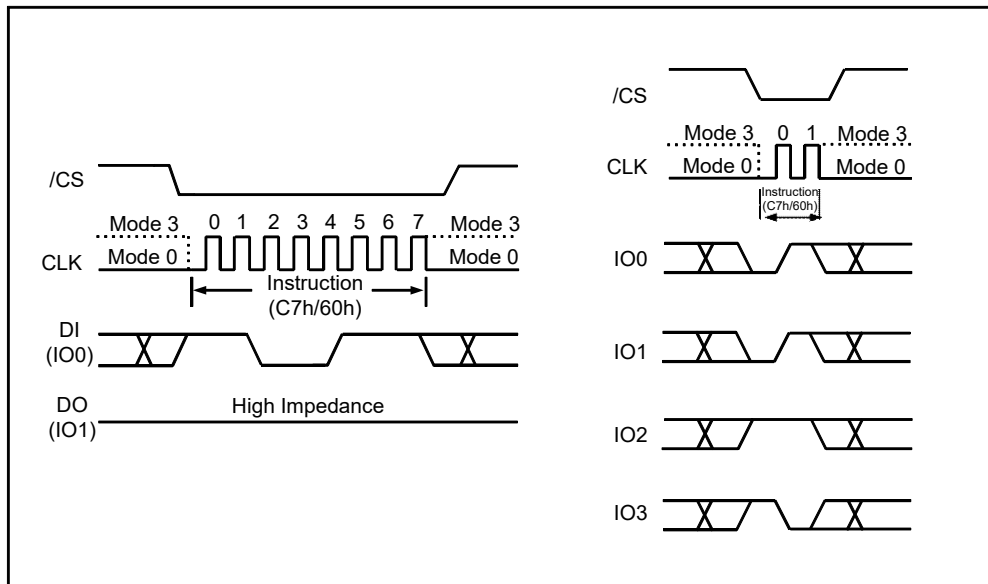 /CS
Mode 3 0 1 2 3 4 5 6 7 Mode 3
CLK Mode 0 Mode 0
Instruction
(C7h/60h)
DI
(IO0)
DO
(IO1)
High Impedance
/CS
Mode 3 0 1 Mode 3
CLK Mode 0 Mode 0
Instruction
(C7h/60h)
IO0
IO1
IO2
IO3